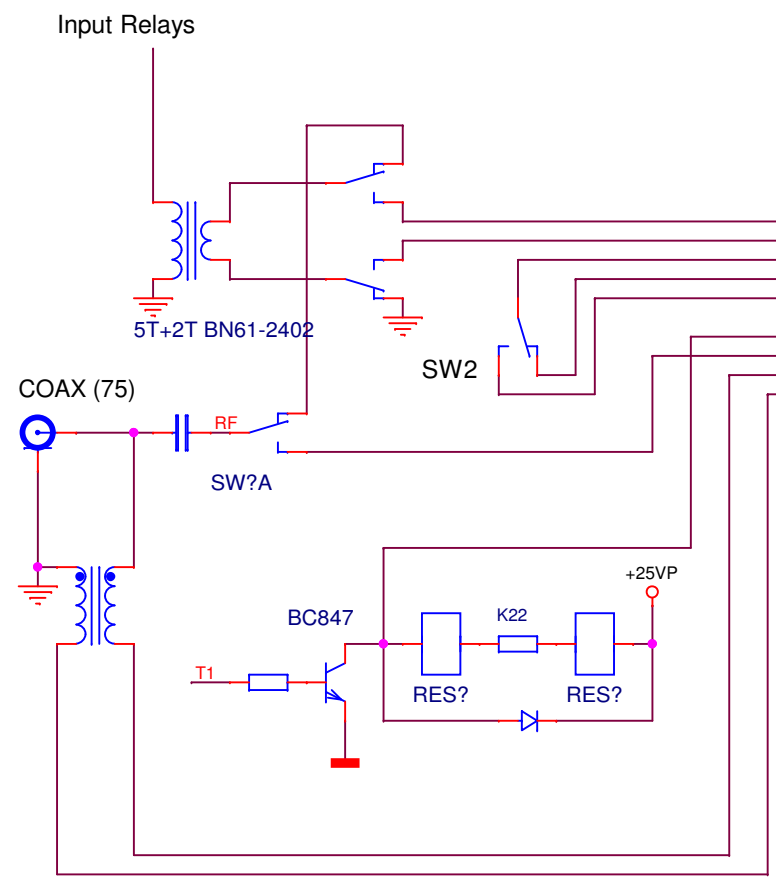 Input Relays
5T+2T BN61-2402
SW2
COAX (75)
RF
SW?A
+25VP
BC847
K22
T1
RES?
RES?